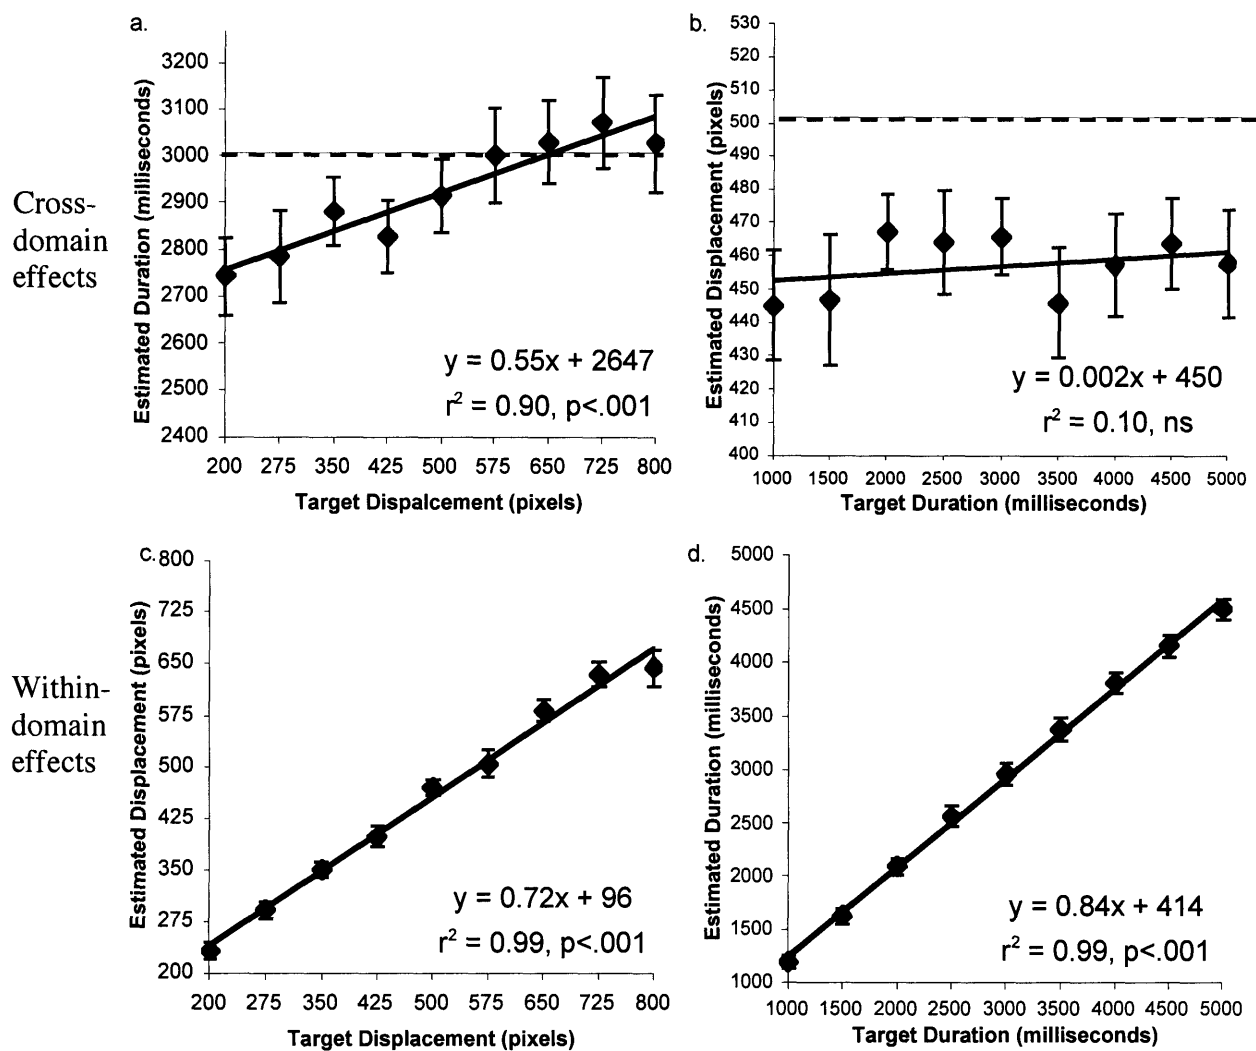 Cross-
domain
effects
a.
Estimated Duration (milliseconds)
3200
3100
3000
2900
2800
2700
2600
2500
2400
y = 0.55x + 2647
r² = 0.90, p<.001
200 275 350 425 500 575 650 725 800
Target Dispalcement (pixels)
b.
Estimated Displacement (pixels)
530
520
510
500
490
480
470
460
450
440
430
420
410
400
y = 0.002x + 450
r² = 0.10, ns
1000 1500 2000 2500 3000 3500 4000 4500 5000
Target Duration (milliseconds)
Within-
domain
effects
c.
Estimated Displacement (pixels)
800
725
650
575
500
425
350
275
200
y = 0.72x + 96
r² = 0.99, p<.001
200 275 350 425 500 575 650 725 800
Target Displacement (pixels)
d.
Estimated Duration (milliseconds)
5000
4500
4000
3500
3000
2500
2000
1500
1000
y = 0.84x + 414
r² = 0.99, p<.001
1000 1500 2000 2500 3000 3500 4000 4500 5000
Target Duration (milliseconds)